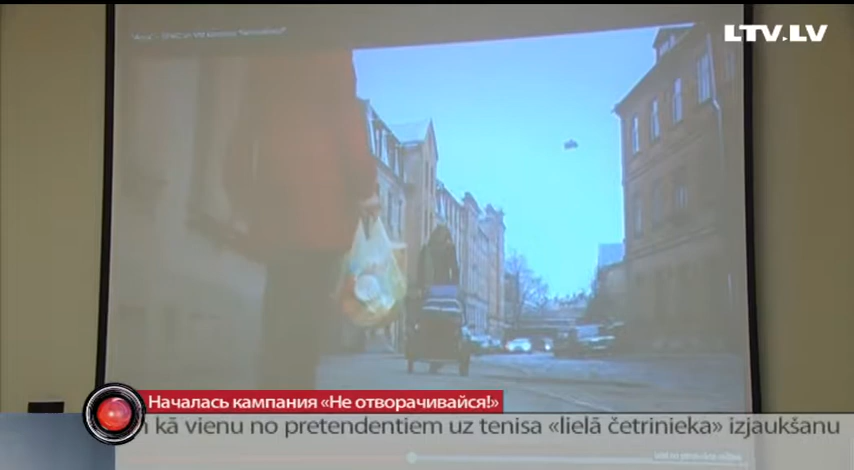 LTV.LV
Началась кампания «Не отворачивайся!»
kā vienu no pretendentiem uz tenisa «lielā četrinieka» izjaukšanu